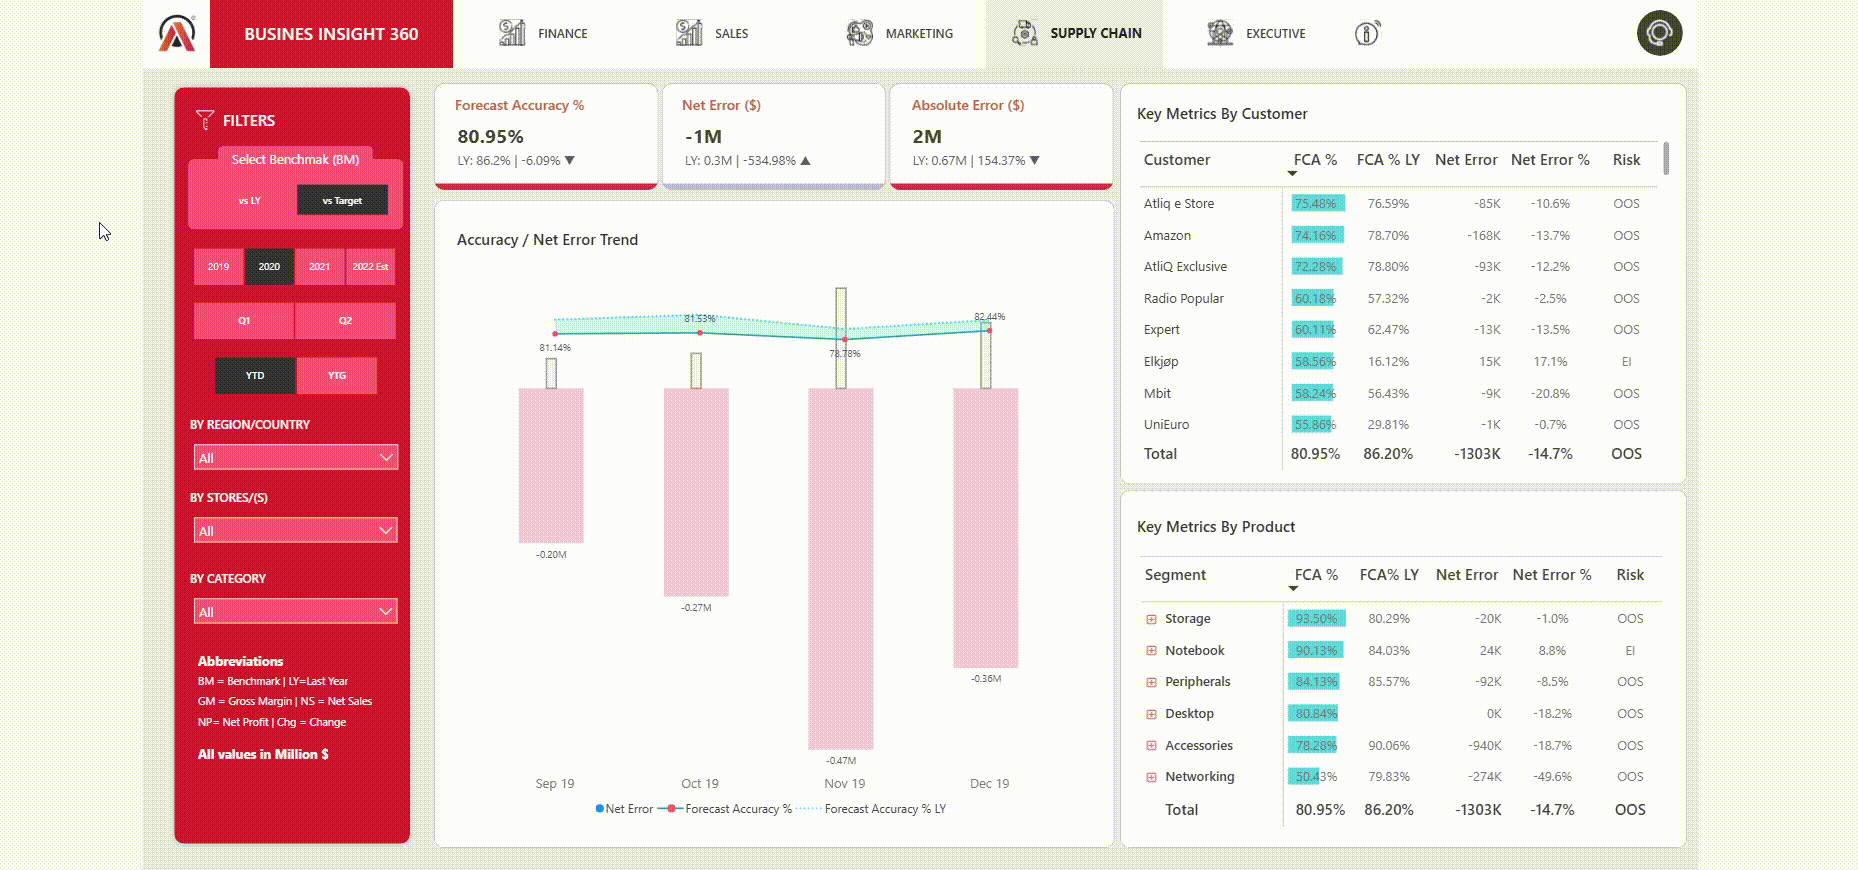 BUSINES INSIGHT 360
FINANCE
SALES
MARKETING
SUPPLY CHAIN
EXECUTIVE
FILTERS
Select Benchmak (BM)
vs LY
vs Target
2019
2020
2021
2022 Est
Q1
Q2
YTD
YTG
BY REGION/COUNTRY
All
BY STORES/(S)
All
BY CATEGORY
All
Abbreviations
BM = Benchmark | LY=Last Year
GM = Gross Margin | NS = Net Sales
NP= Net Profit | Chg = Change
All values in Million $
Forecast Accuracy %
80.95%
LY: 86.2% | -6.09% ▼
Net Error ($)
-1M
LY: 0.3M | -534.98% ▲
Absolute Error ($)
2M
LY: 0.67M | 154.37% ▼
Accuracy / Net Error Trend
81.14%
81.53%
78.78%
82.44%
-0.20M
-0.27M
-0.47M
-0.36M
Sep 19
Oct 19
Nov 19
Dec 19
Net Error
Forecast Accuracy %
Forecast Accuracy % LY
Key Metrics By Customer
Customer FCA % FCA % LY Net Error Net Error % Risk
Atliq e Store 75.48% 76.59% -85K -10.6% OOS
Amazon 74.16% 78.70% -168K -13.7% OOS
AtliQ Exclusive 72.28% 78.80% -93K -12.2% OOS
Radio Popular 60.18% 57.32% -2K -2.5% OOS
Expert 60.11% 62.47% -13K -13.5% OOS
Elkjøp 58.56% 16.12% 15K 17.1% EI
Mbit 58.24% 56.43% -9K -20.8% OOS
UniEuro 55.86% 29.81% -1K -0.7% OOS
Total 80.95% 86.20% -1303K -14.7% OOS
Key Metrics By Product
Segment FCA % FCA% LY Net Error Net Error % Risk
Storage 93.50% 80.29% -20K -1.0% OOS
Notebook 90.13% 84.03% 24K 8.8% EI
Peripherals 84.13% 85.57% -92K -8.5% OOS
Desktop 80.84% 0K -18.2% OOS
Accessories 78.28% 90.06% -940K -18.7% OOS
Networking 50.43% 79.83% -274K -49.6% OOS
Total 80.95% 86.20% -1303K -14.7% OOS